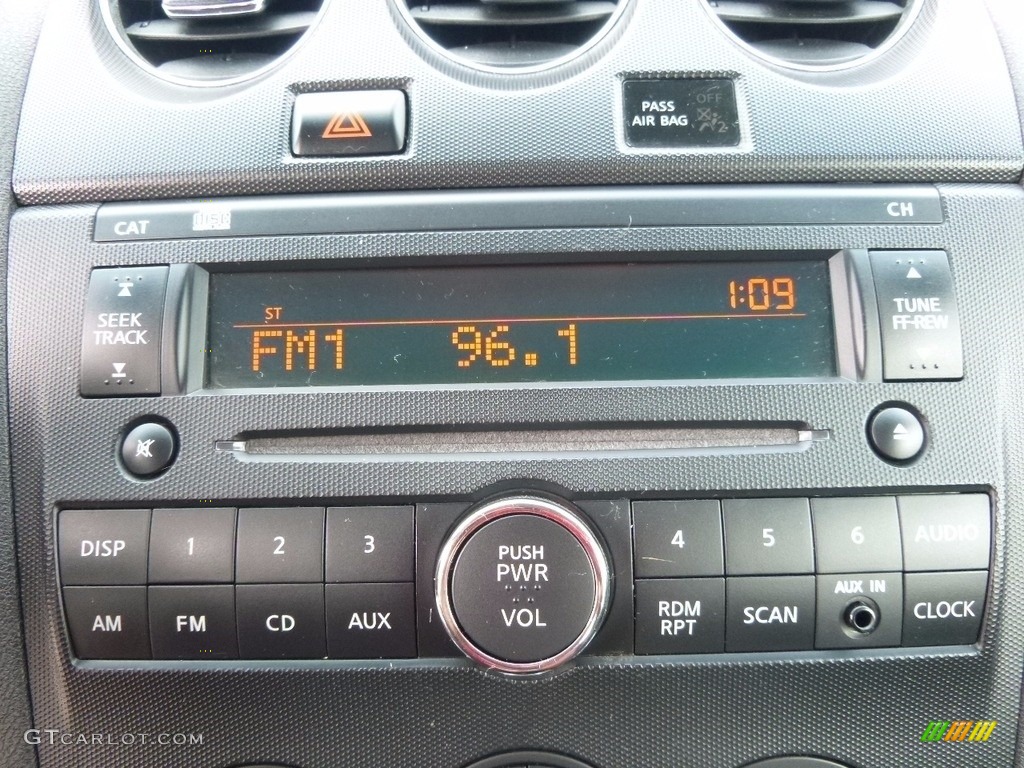 PASS
AIR BAG
OFF
2
CAT
DISC
CH
SEEK
TRACK
ST
1:09
FM1 96.1
TUNE
FF·REW
DISP 1 2 3
PUSH
PWR
VOL
4 5 6 AUDIO
AM FM CD AUX
RDM
RPT
SCAN
AUX IN
CLOCK
GTCARLOT.COM